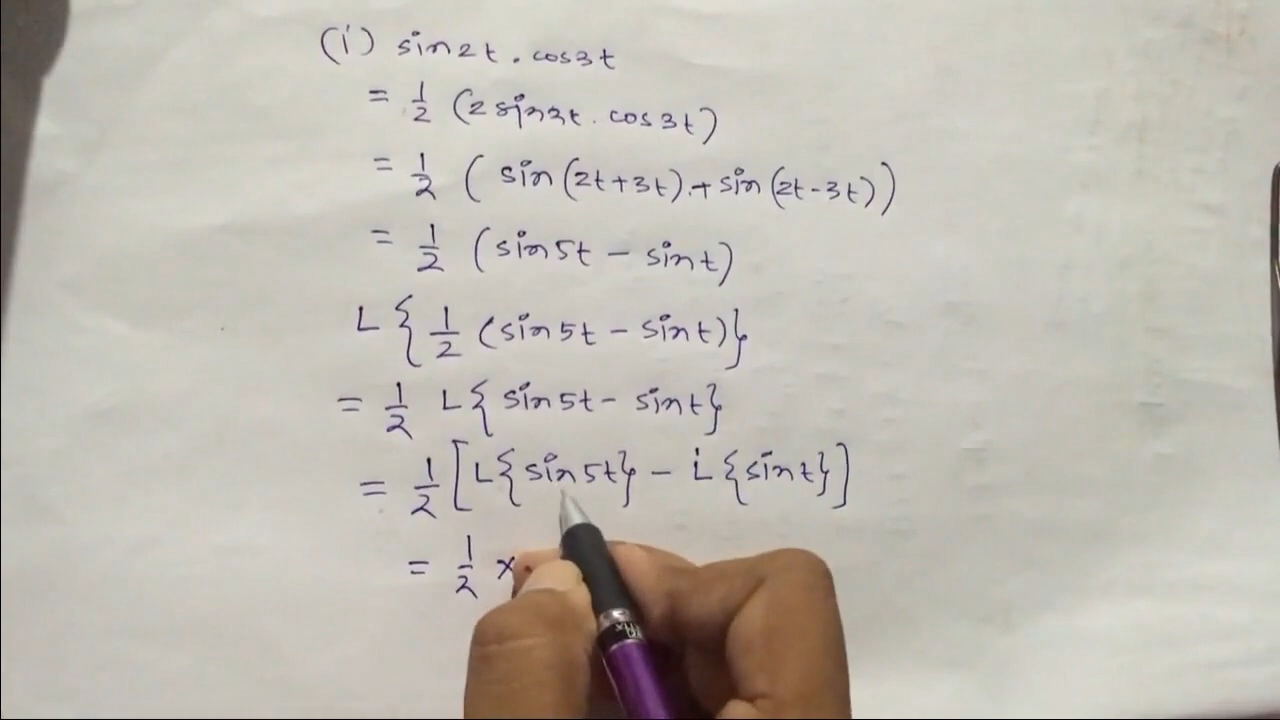 (i) sin2t . cos3t
= 1/2 (2 sin2t . cos3t)
= 1/2 ( sin(2t+3t) + sin(2t-3t))
= 1/2 (sin5t - sint)
L{ 1/2 (sin5t - sint)}
= 1/2 L{ sin5t - sint}
= 1/2 [L{sin5t} - L{sint}]
= 1/2 ×